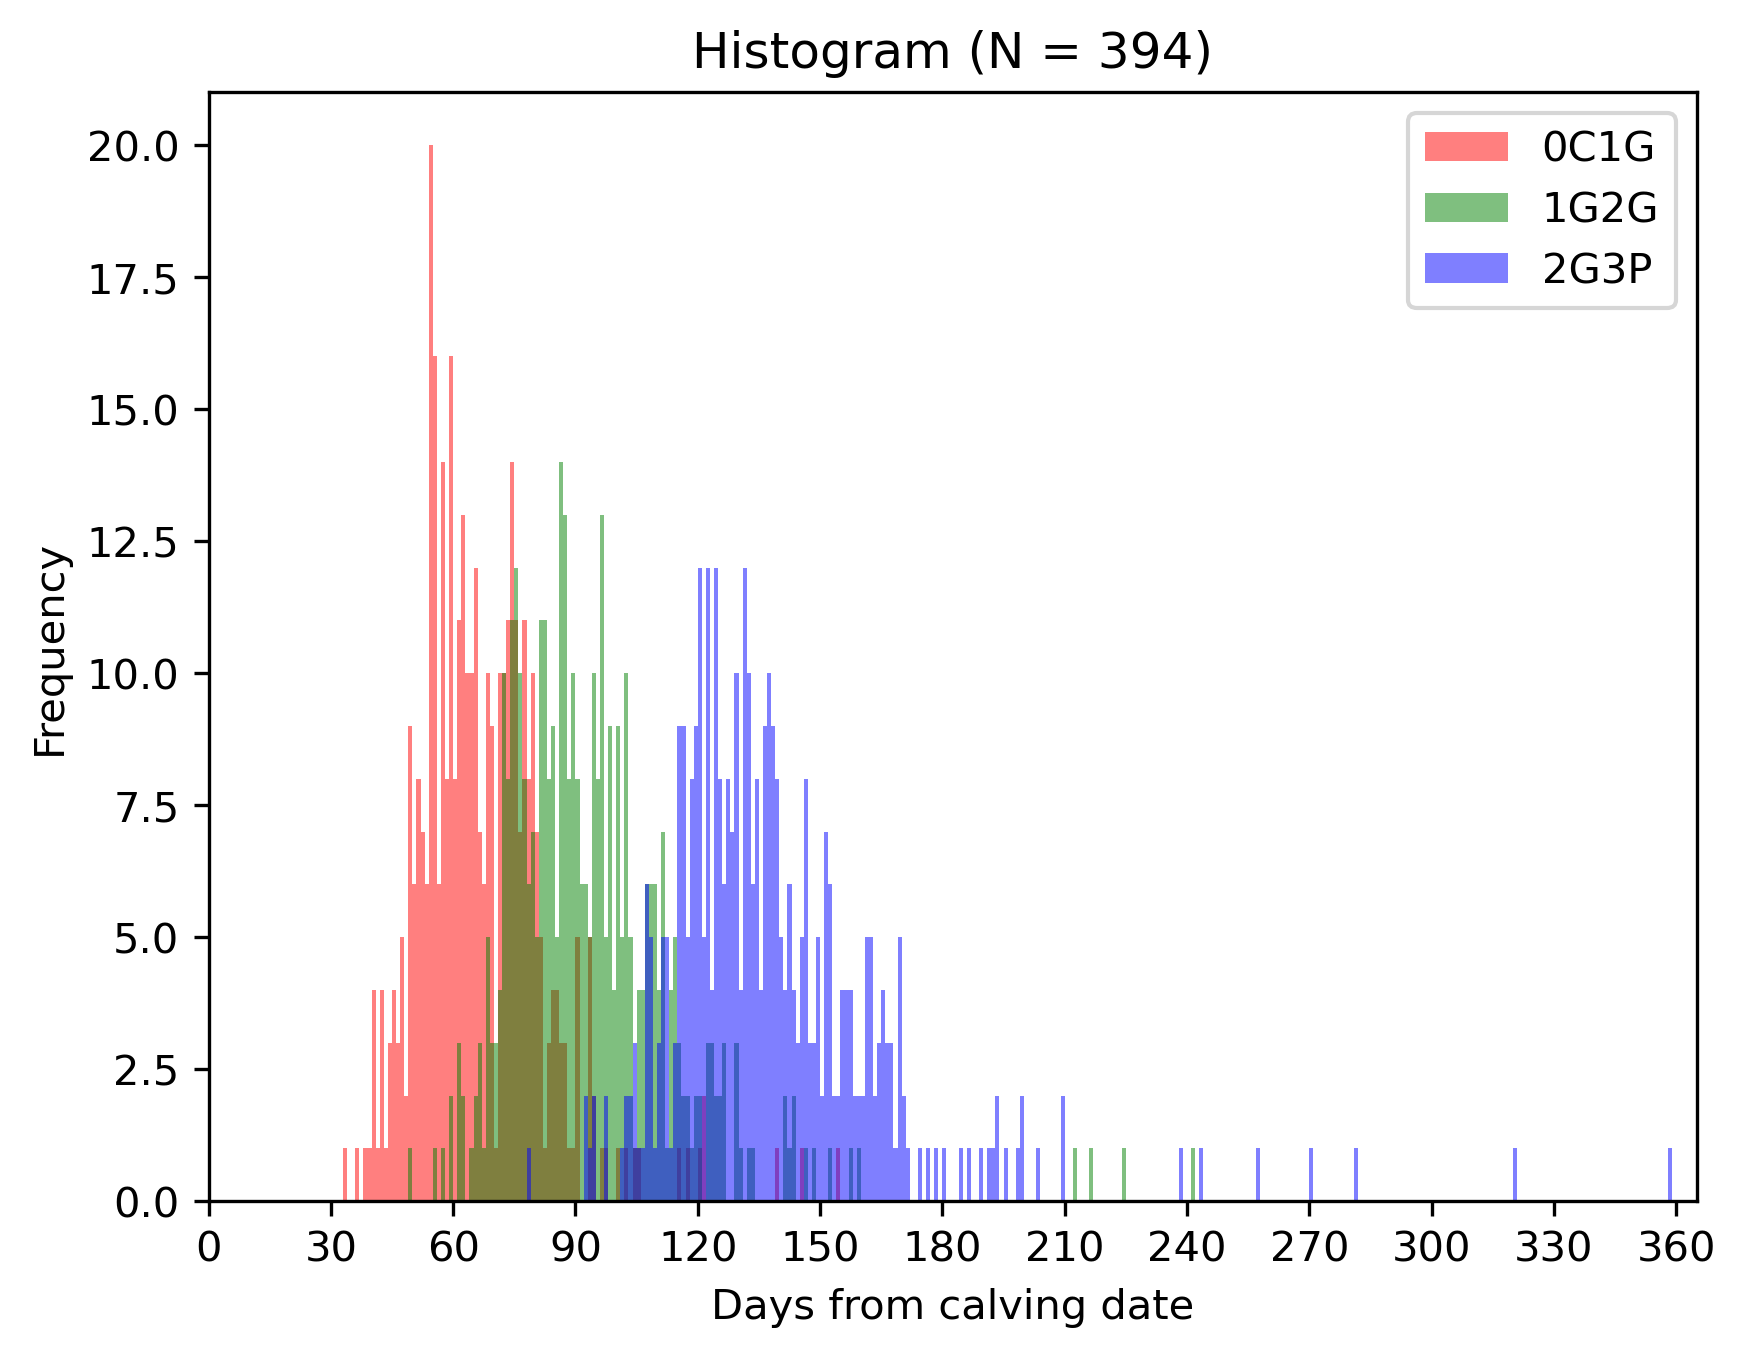 Histogram (N = 394)
20.0
17.5
15.0
12.5
10.0
7.5
5.0
2.5
0.0
Frequency
0C1G
1G2G
2G3P
0 30 60 90 120 150 180 210 240 270 300 330 360
Days from calving date